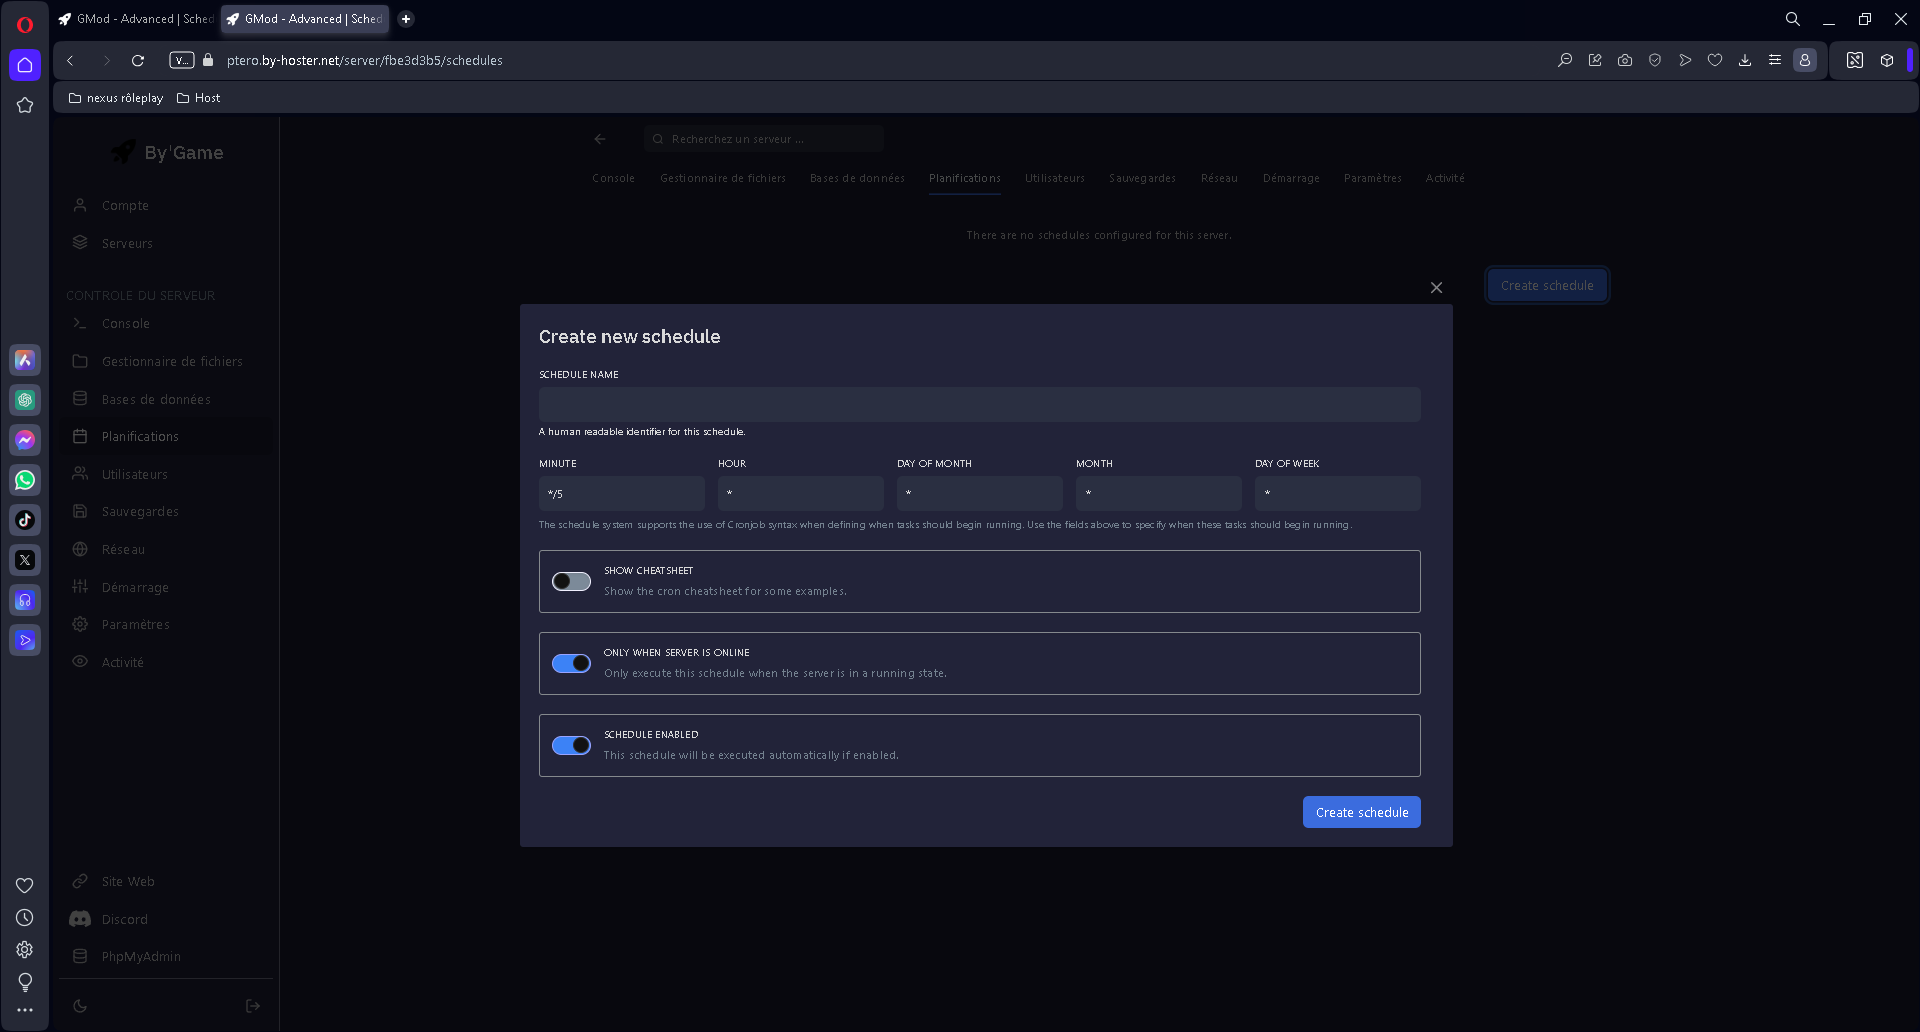 GMod - Advanced | Sched
GMod - Advanced | Sched
V...
ptero.by-hoster.net/server/fbe3d3b5/schedules
nexus rôleplay
Host
By'Game
Compte
Serveurs
CONTROLE DU SERVEUR
Console
Gestionnaire de fichiers
Bases de données
Planifications
Utilisateurs
Sauvegardes
Réseau
Démarrage
Paramètres
Activité
Site Web
Discord
PhpMyAdmin
Recherchez un serveur ...
Console Gestionnaire de fichiers Bases de données Planifications Utilisateurs Sauvegardes Réseau Démarrage Paramètres Activité
There are no schedules configured for this server.
Create schedule
Create new schedule
SCHEDULE NAME
A human readable identifier for this schedule.
MINUTE HOUR DAY OF MONTH MONTH DAY OF WEEK
*/5 * * * *
The schedule system supports the use of Cronjob syntax when defining when tasks should begin running. Use the fields above to specify when these tasks should begin running.
SHOW CHEATSHEET
Show the cron cheatsheet for some examples.
ONLY WHEN SERVER IS ONLINE
Only execute this schedule when the server is in a running state.
SCHEDULE ENABLED
This schedule will be executed automatically if enabled.
Create schedule